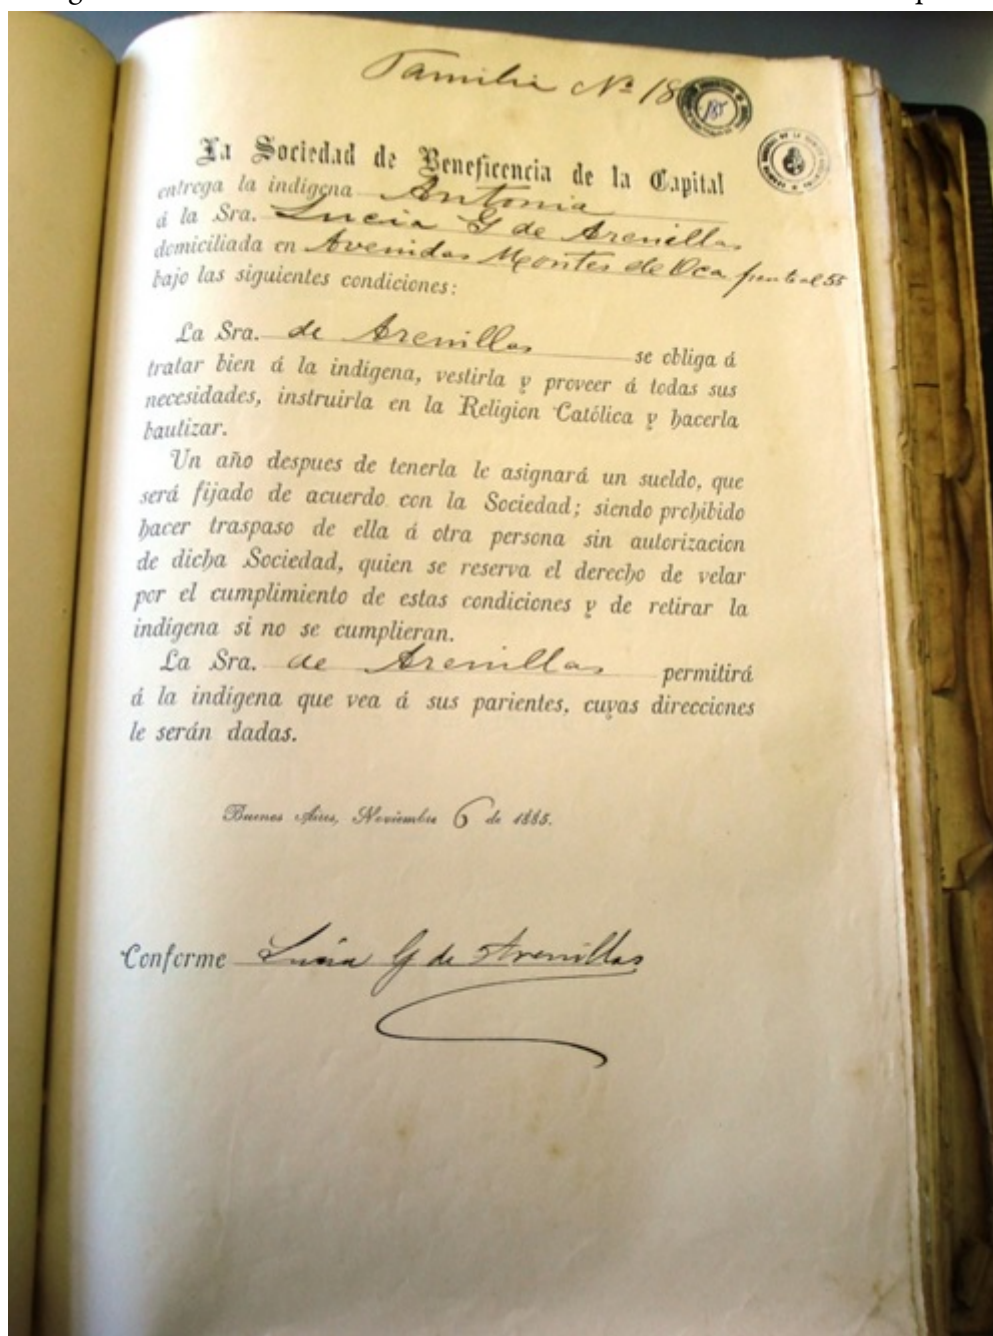 Familia Nº 18
185
La Sociedad de Beneficencia de la Capital
entrega la indígena Antonia
á la Sra. Lucia G de Arenillas
domiciliada en Avenidas Montes de Oca frente al 55
bajo las siguientes condiciones:
La Sra. de Arenillas se obliga á
tratar bien á la indígena, vestirla y proveer á todas sus
necesidades, instruirla en la Religion Católica y hacerla
bautizar.
Un año despues de tenerla le asignará un sueldo, que
será fijado de acuerdo con la Sociedad; siendo prohibido
hacer traspaso de ella á otra persona sin autorizacion
de dicha Sociedad, quien se reserva el derecho de velar
por el cumplimiento de estas condiciones y de retirar la
indígena si no se cumplieran.
La Sra. de Arenillas permitirá
á la indígena que vea á sus parientes, cuyas direcciones
le serán dadas.
Buenos Aires, Noviembre 6 de 1885.
Conforme Lucía G de Arenillas